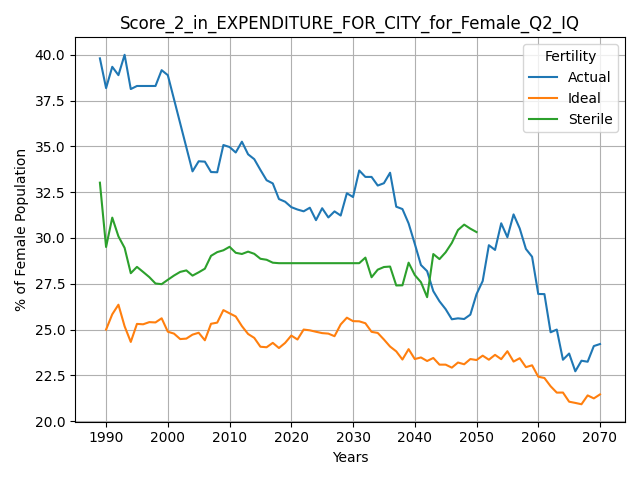 Score_2_in_EXPENDITURE_FOR_CITY_for_Female_Q2_IQ
Fertility
Actual
Ideal
Sterile
% of Female Population
40.0
37.5
35.0
32.5
30.0
27.5
25.0
22.5
20.0
1990 2000 2010 2020 2030 2040 2050 2060 2070
Years